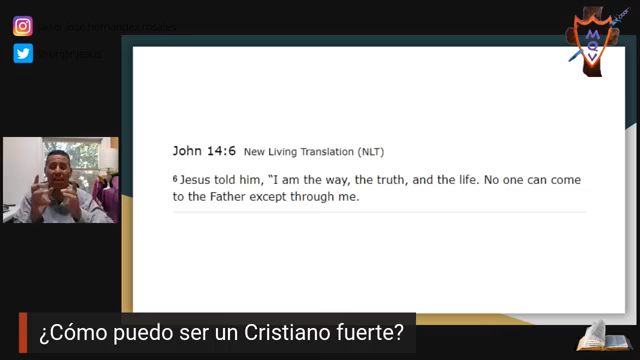 John 14:6 New Living Translation (NLT)
6 Jesus told him, “I am the way, the truth, and the life. No one can come
to the Father except through me.
¿Cómo puedo ser un Cristiano fuerte?
MQV